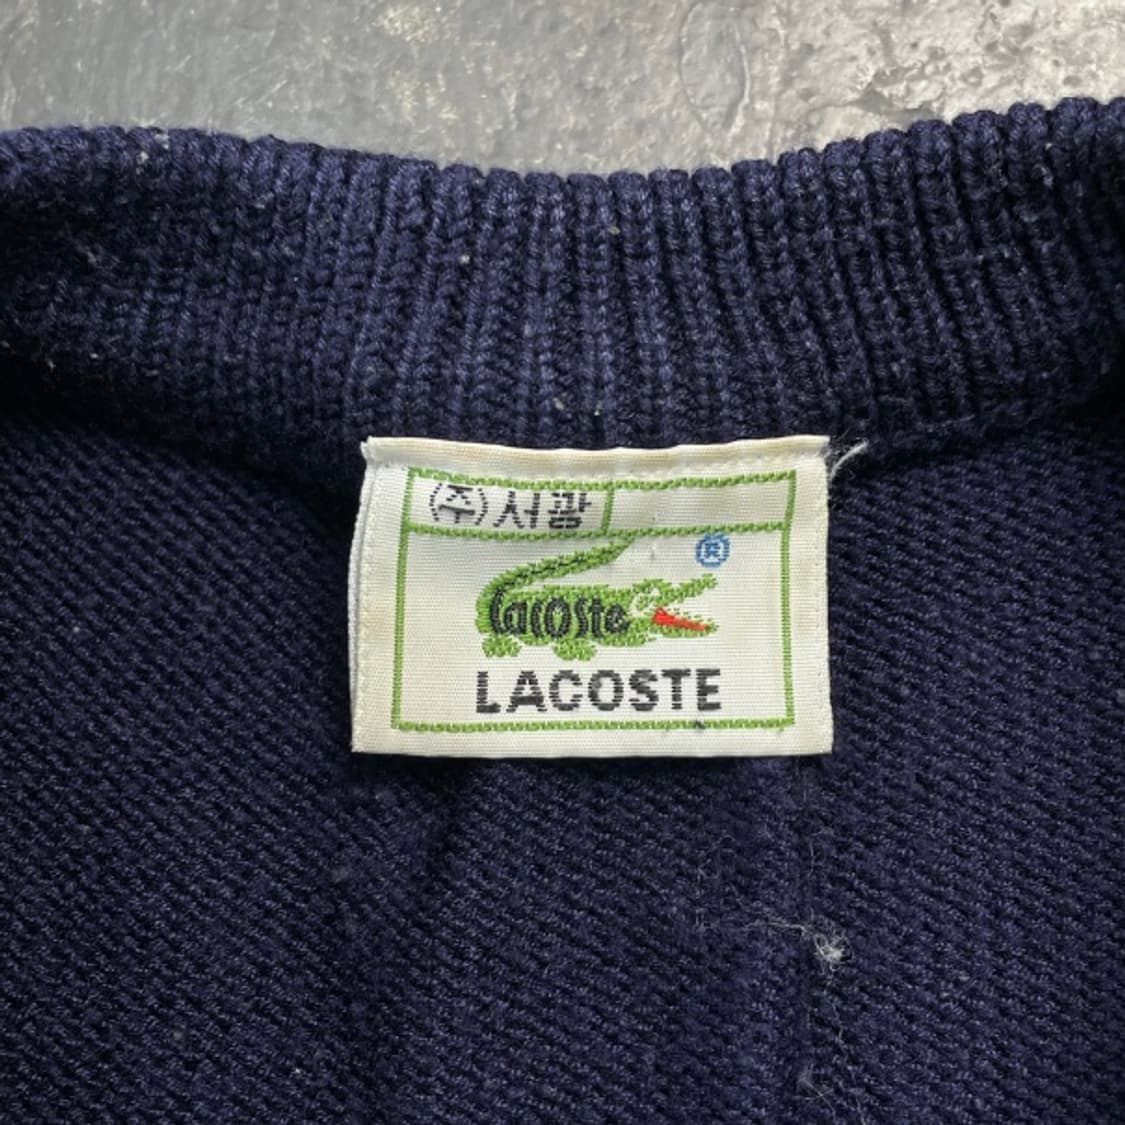 (주)서광
®
Lacoste
LACOSTE